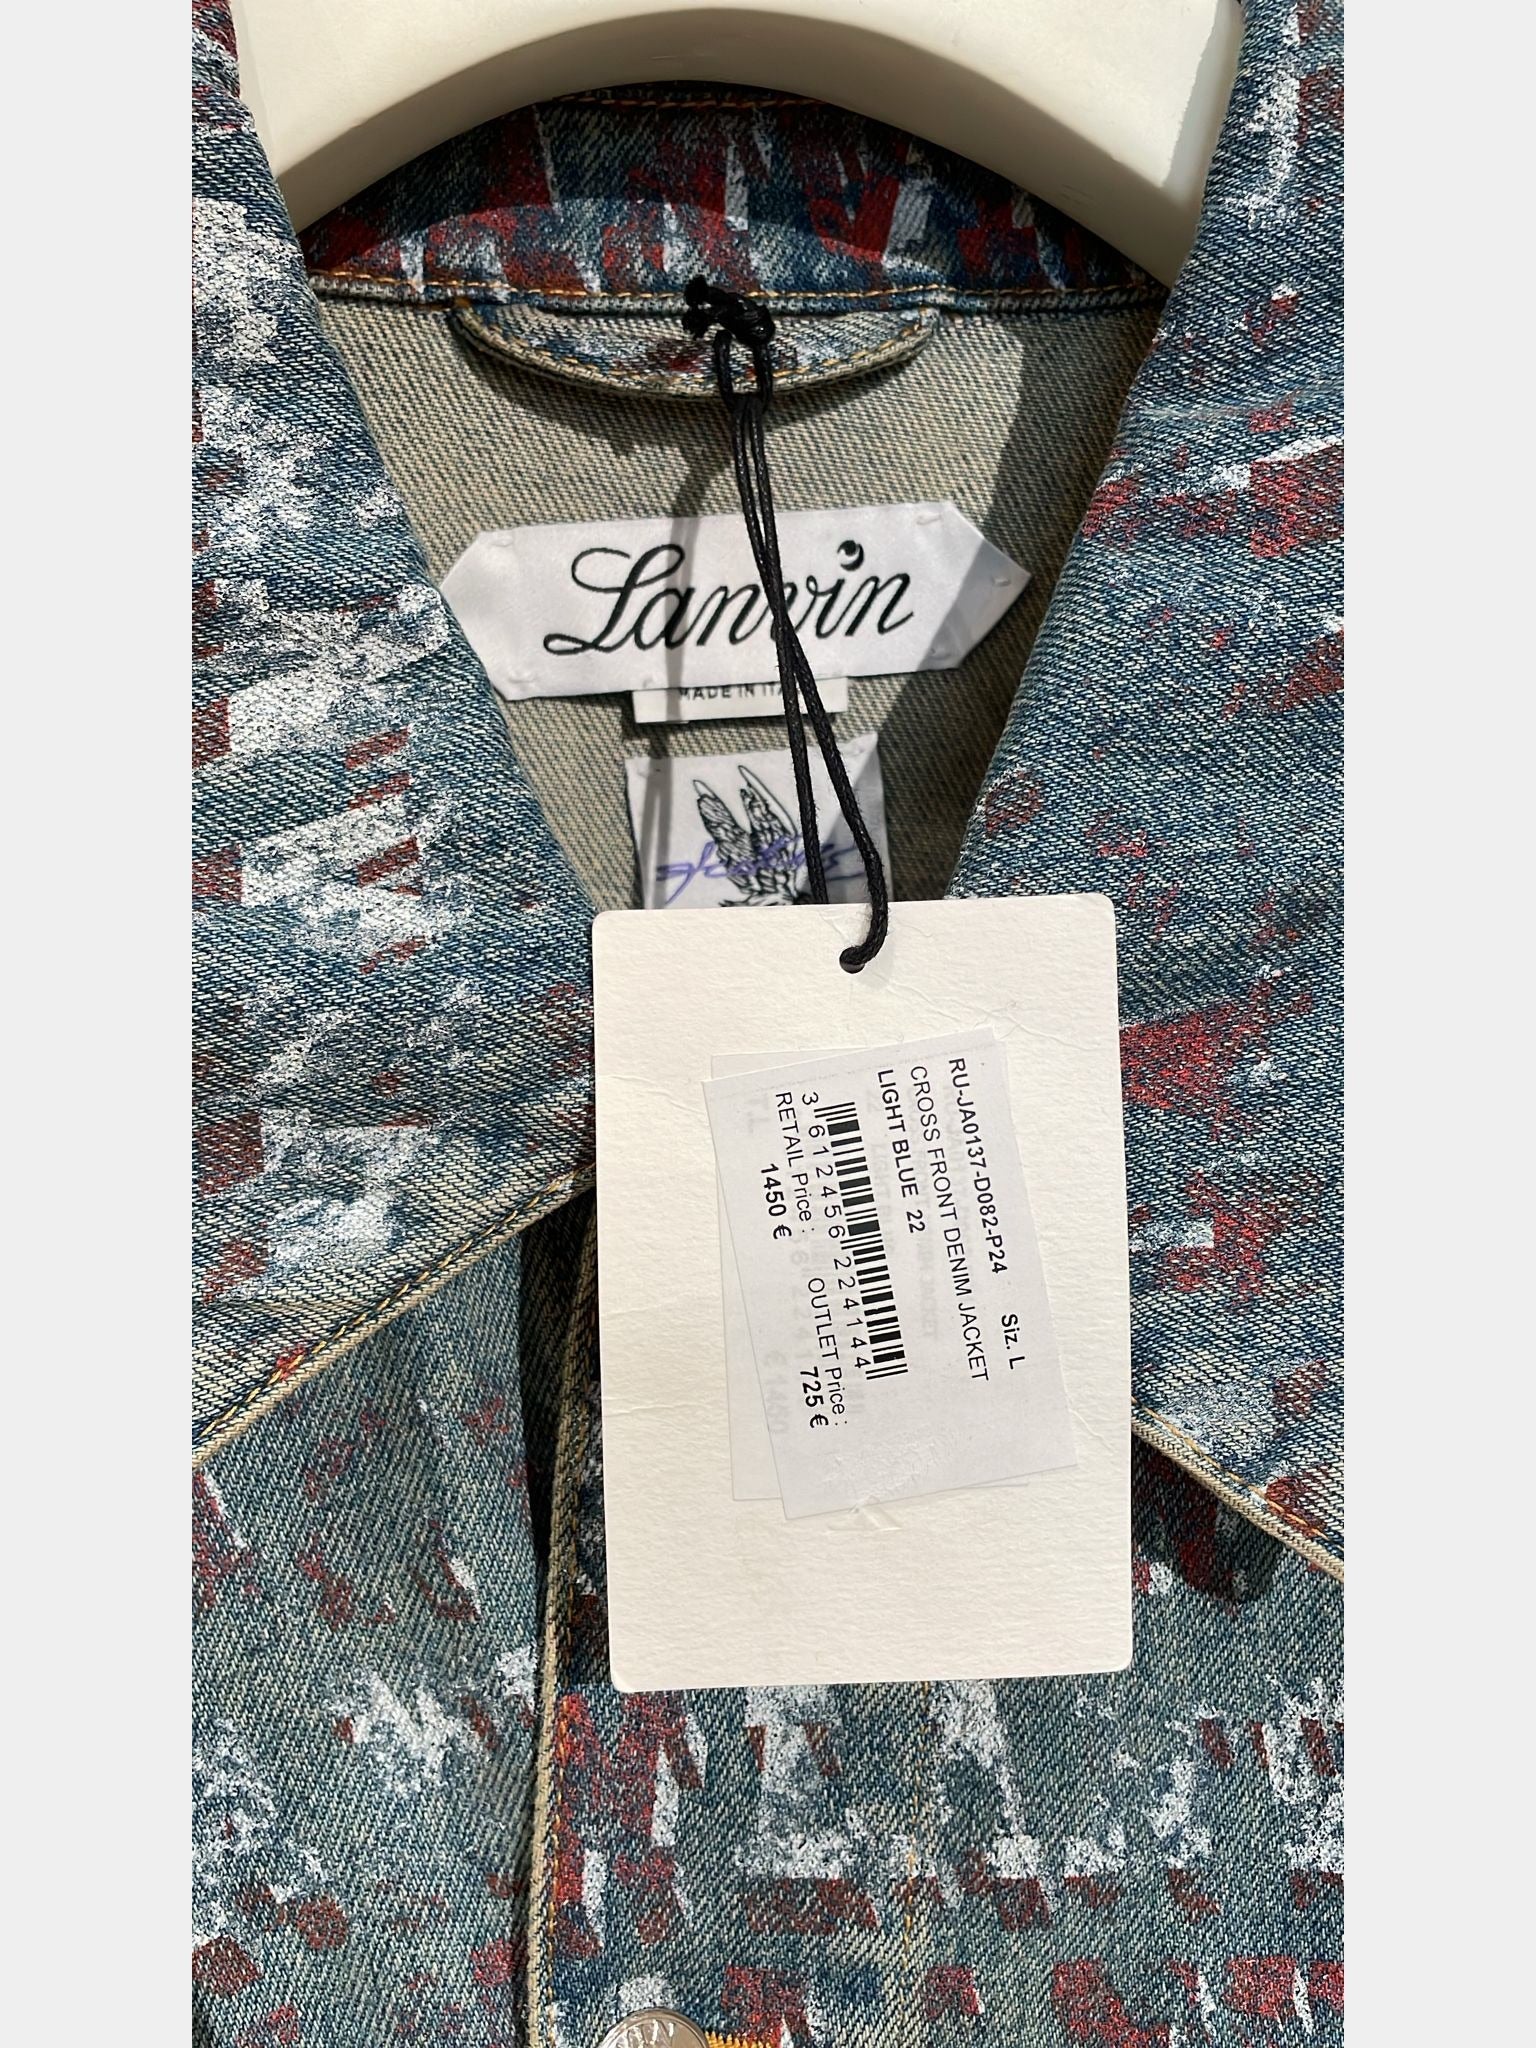 Lanvin
MADE IN
RU-JA0137-D082-P24 Siz. L
CROSS FRONT DENIM JACKET
LIGHT BLUE 22
3 612456 224144
RETAIL Price : OUTLET Price :
1450 € 725 €